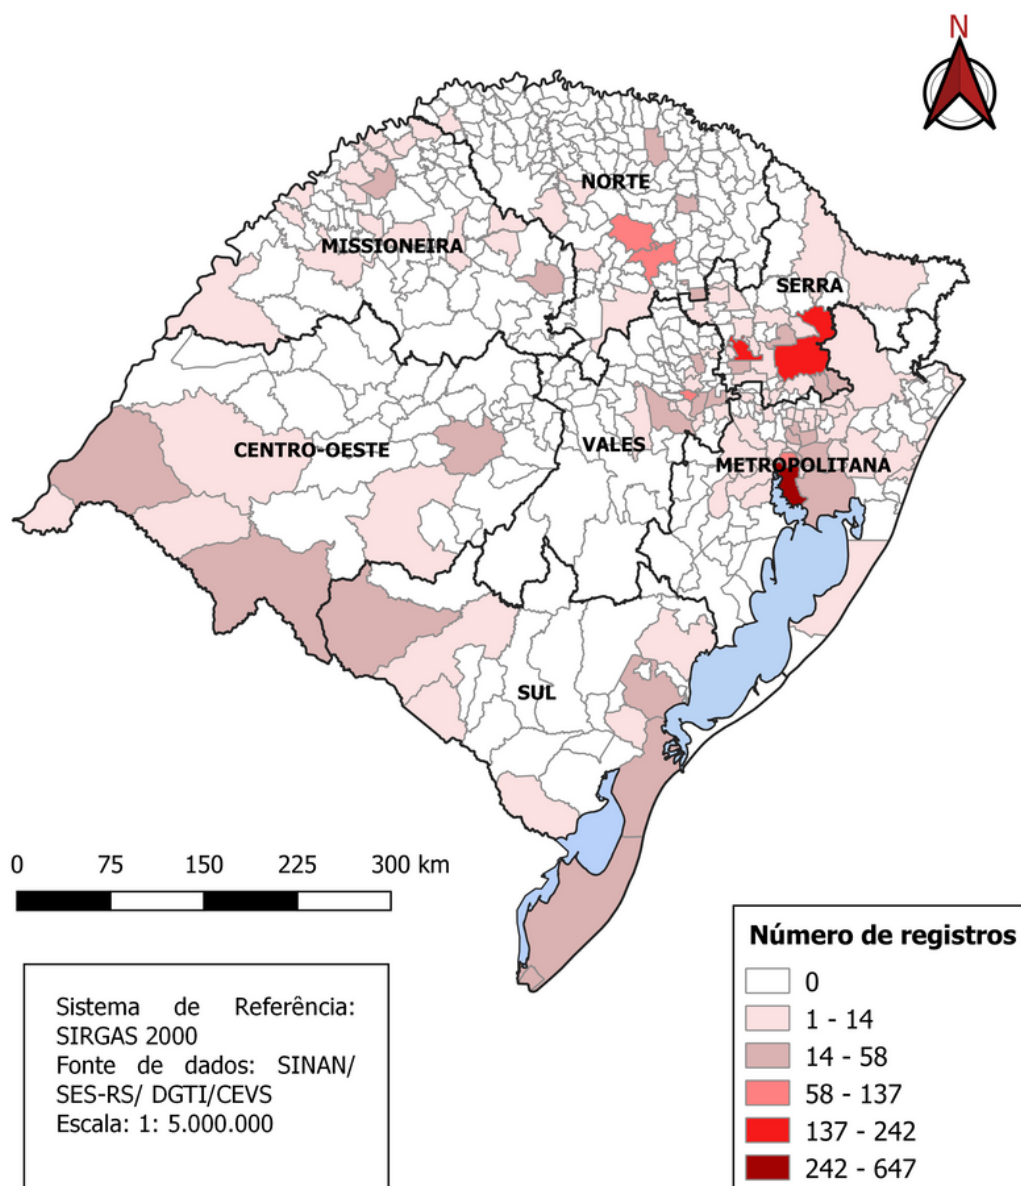 N
NORTE
MISSIONEIRA
SERRA
CENTRO-OESTE
VALES
METROPOLITANA
SUL
0 75 150 225 300 km
Sistema de Referência:
SIRGAS 2000
Fonte de dados: SINAN/
SES-RS/ DGTI/CEVS
Escala: 1: 5.000.000
Número de registros
0
1 - 14
14 - 58
58 - 137
137 - 242
242 - 647